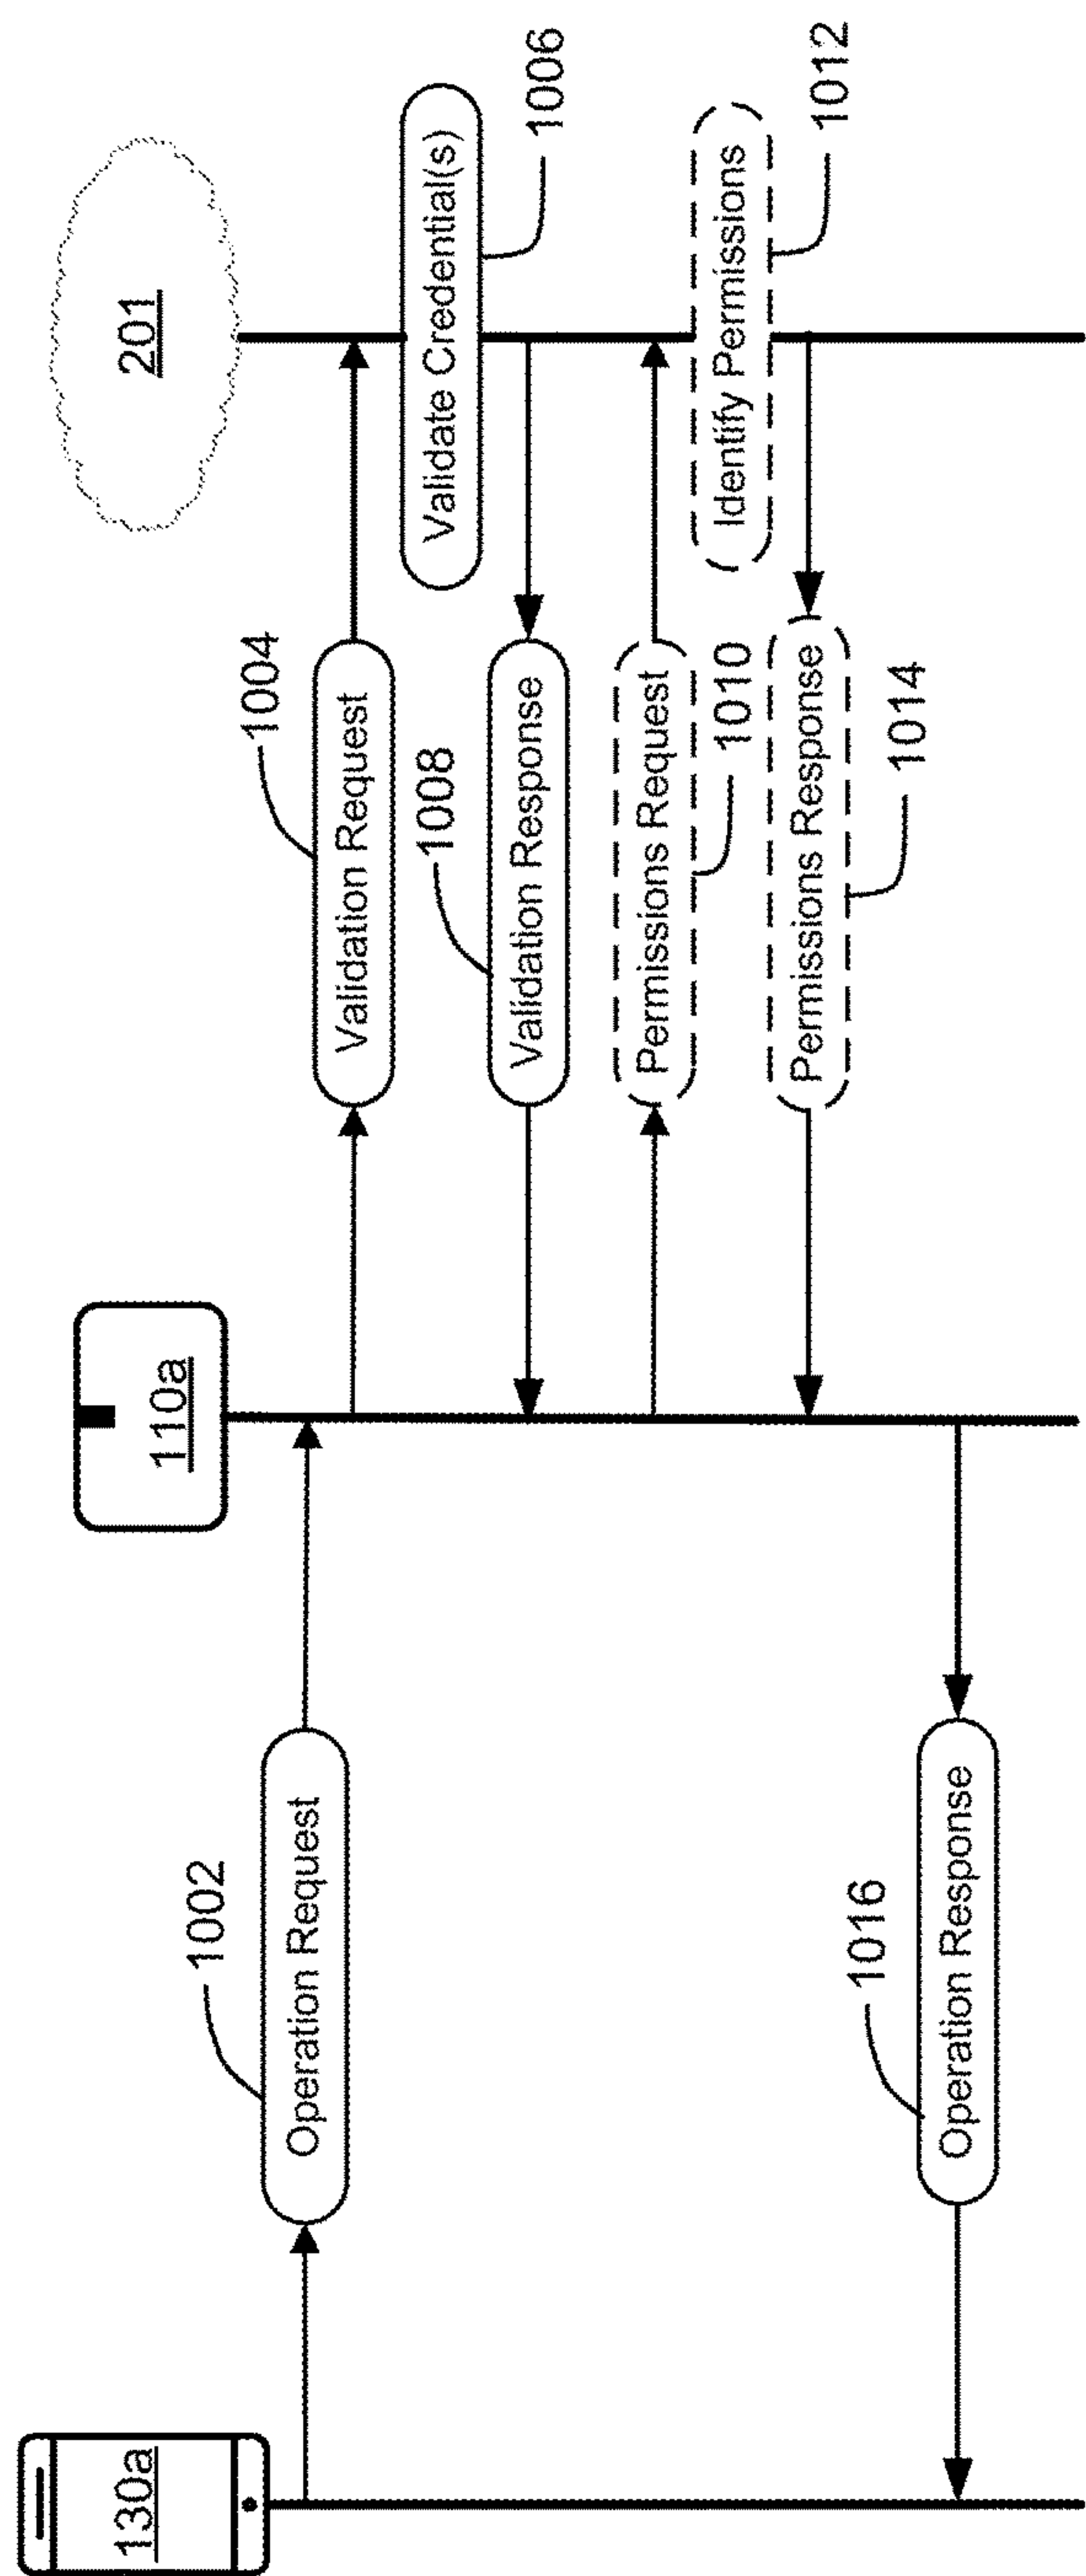 130a
110a
201
1002
Operation Request
1004
Validation Request
Validate Credential(s)
1006
1008
Validation Response
Permissions Request
1010
Identify Permissions
1012
Permissions Response
1014
1016
Operation Response